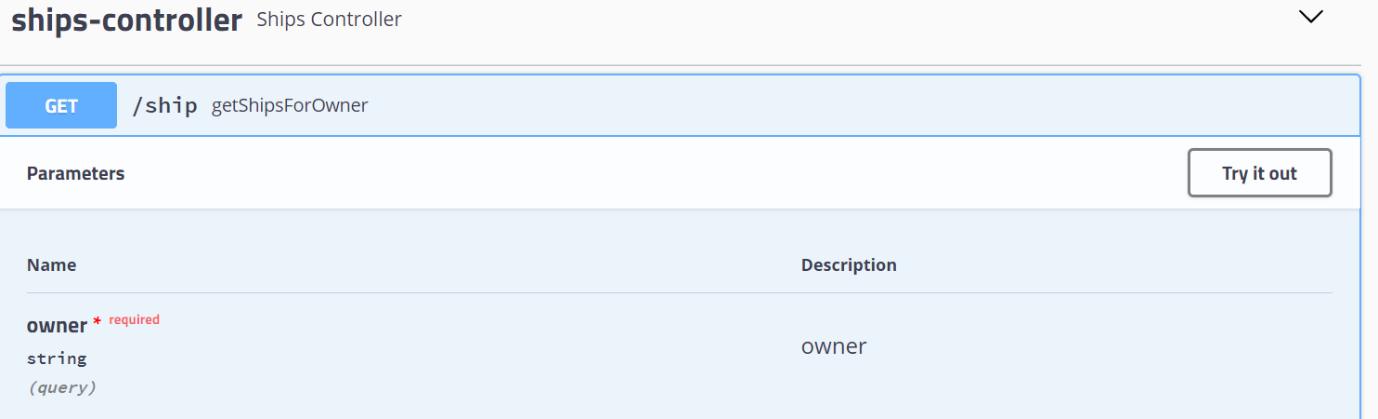 ships-controller Ships Controller
GET /ship getShipsForOwner
Parameters Try it out
Name Description
owner * required
string
(query)
owner